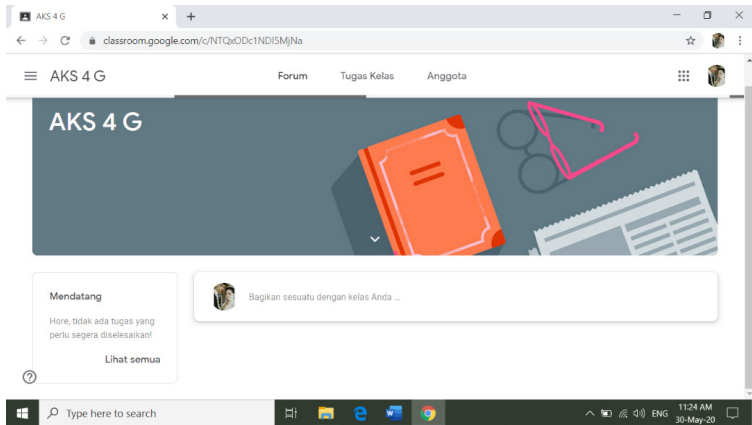 AKS 4 G
classroom.google.com/c/NTQxODc1NDI5MjNa
AKS 4 G
Forum Tugas Kelas Anggota
AKS 4 G
Mendatang
Hore, tidak ada tugas yang
perlu segera diselesaikan!
Lihat semua
Bagikan sesuatu dengan kelas Anda ...
Type here to search
ENG
11:24 AM
30-May-20